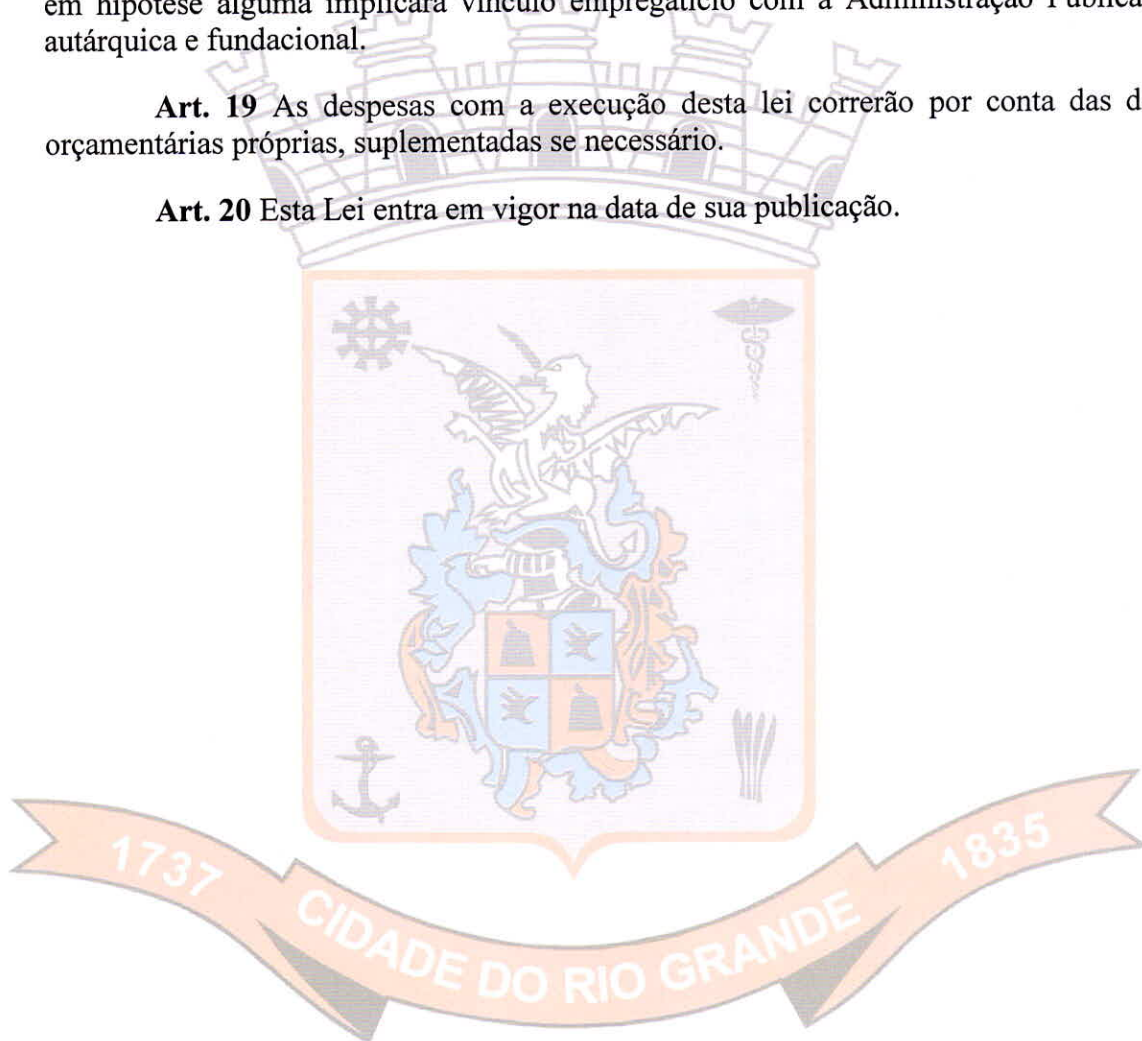 em hipótese alguma implicará vínculo empregatício com a Administração Pública
autárquica e fundacional.
Art. 19 As despesas com a execução desta lei correrão por conta das d
orçamentárias próprias, suplementadas se necessário.
Art. 20 Esta Lei entra em vigor na data de sua publicação.
1737
CIDADE DO RIO GRANDE
1835